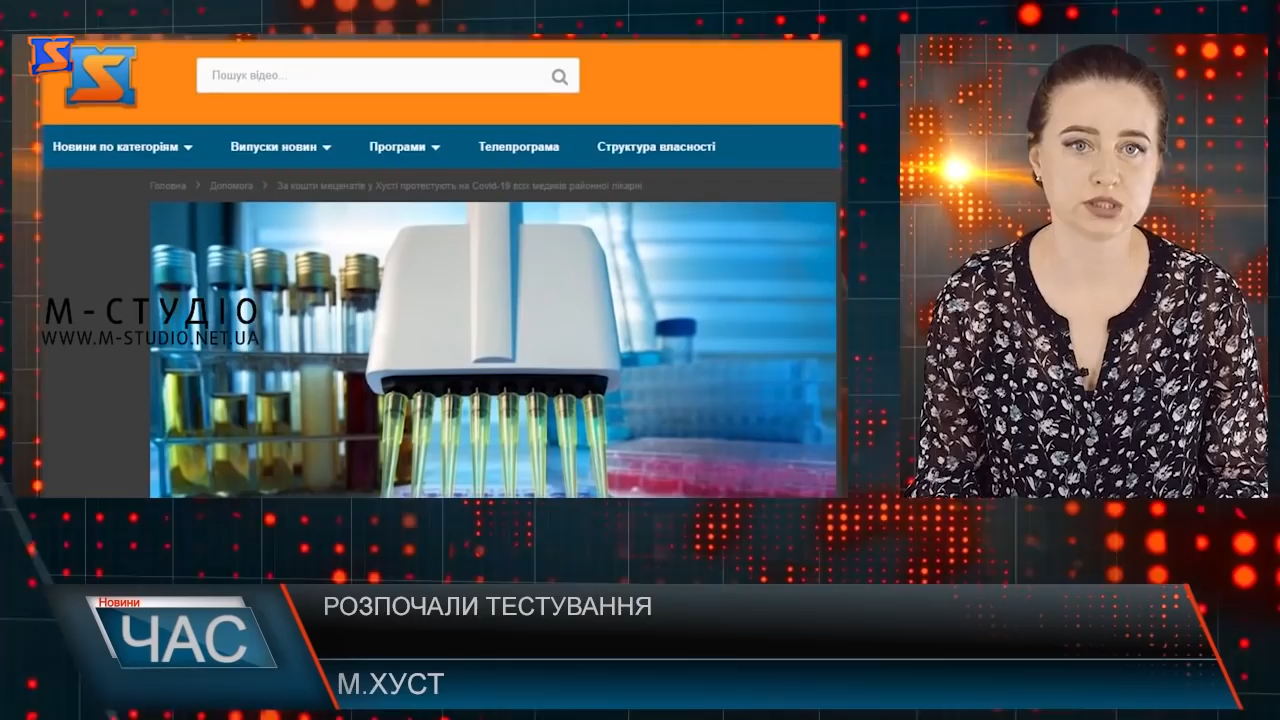 Пошук відео...
Новини по категоріям Випуски новин Програми Телепрограма Структура власності
Головна > Допомога > За кошти меценатів у Хусті протестують на Covid-19 всіх медиків районної лікарні
М-СТУДІО
WWW.M-STUDIO.NET.UA
Новини
ЧАС
РОЗПОЧАЛИ ТЕСТУВАННЯ
М.ХУСТ